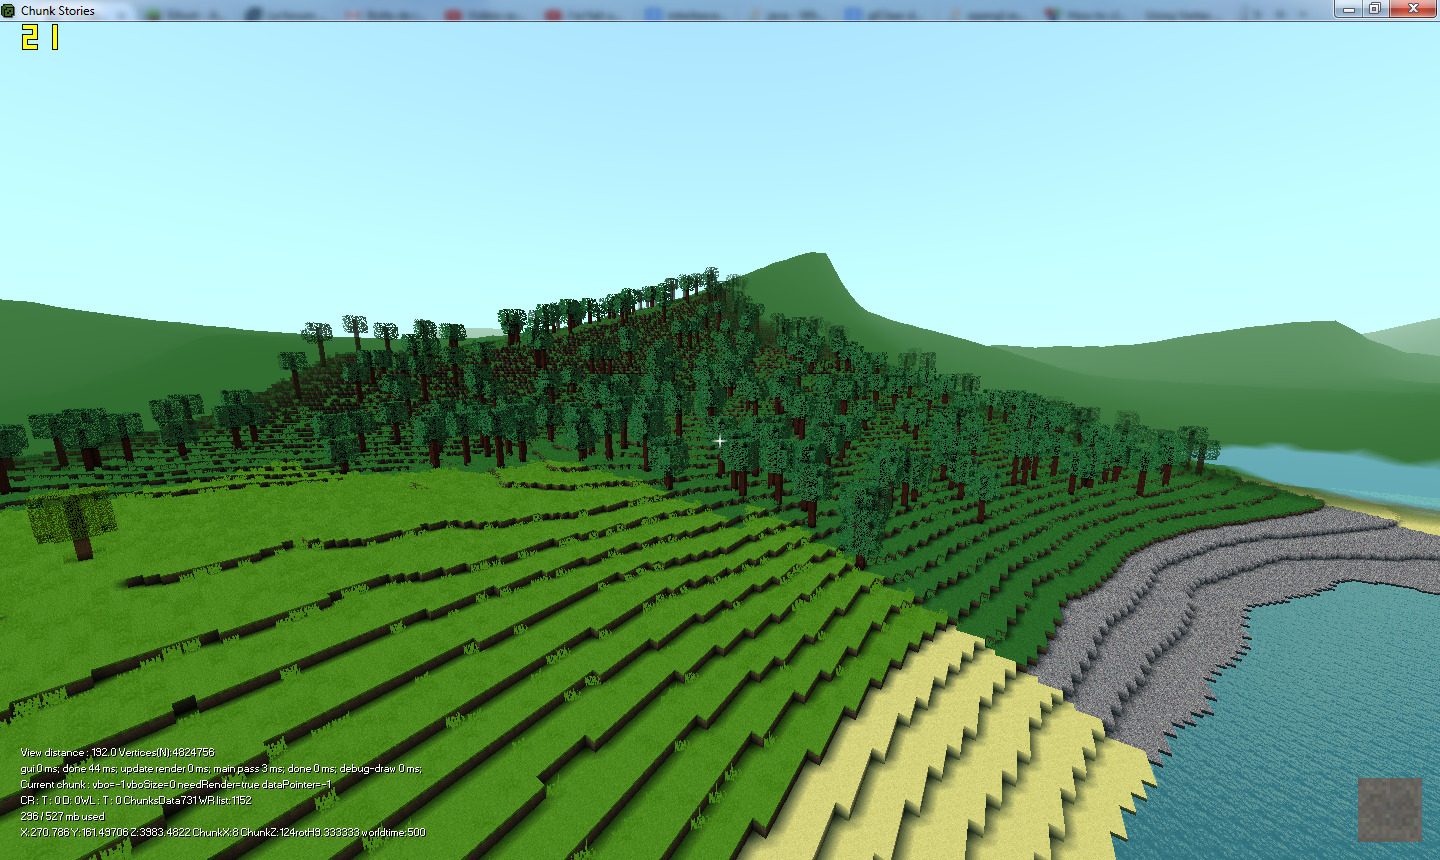 Chunk Stories
21
View distance : 192.0 Vertices(N):4824756
gui 0 ms; done 44 ms; update render 0 ms; main pass 3 ms; done 0 ms; debug-draw 0 ms;
Current chunk : vbo=-1 vboSize=0 needRender=true dataPointer=-1
CR : T : 0 D: 0WL : T : 0 ChunksData731 WR list:1152
296 / 527 mb used
X:270.786 Y:161.49706 Z:3983.4822 ChunkX:8 ChunkZ:124rotH9.333333 worldtime:500